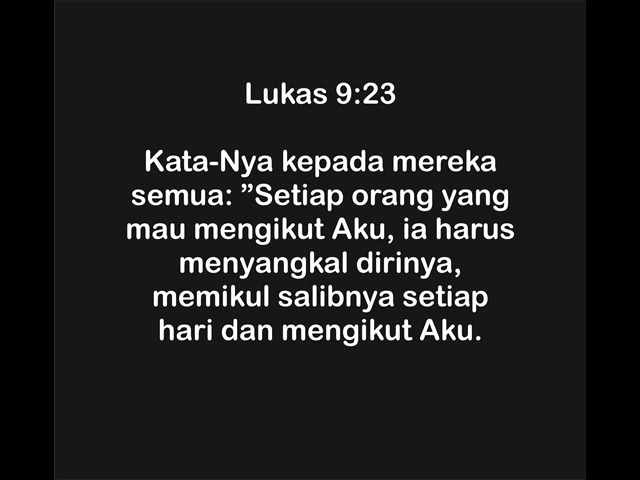 Lukas 9:23
Kata-Nya kepada mereka
semua: ”Setiap orang yang
mau mengikut Aku, ia harus
menyangkal dirinya,
memikul salibnya setiap
hari dan mengikut Aku.